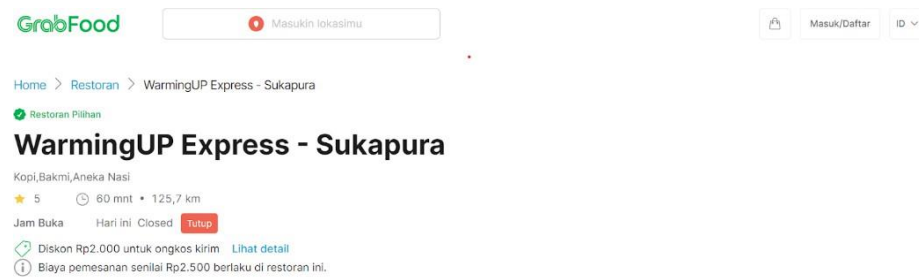 GrabFood
Masukin lokasimu
Masuk/Daftar
ID
Home > Restoran > WarmingUP Express - Sukapura
Restoran Pilihan
WarmingUP Express - Sukapura
Kopi,Bakmi,Aneka Nasi
5 60 mnt • 125,7 km
Jam Buka Hari ini Closed Tutup
Diskon Rp2.000 untuk ongkos kirim Lihat detail
Biaya pemesanan senilai Rp2.500 berlaku di restoran ini.